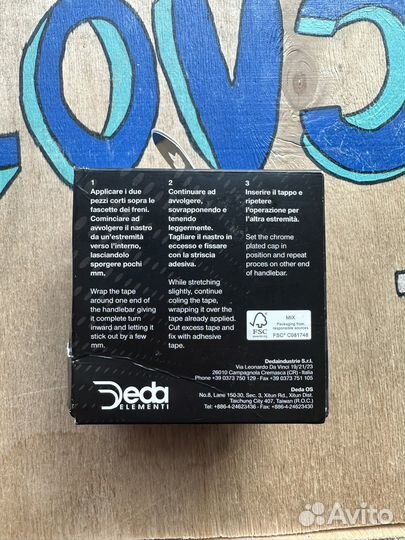 1
Applicare i due
pezzi corti sopra le
fascette dei freni.
Cominciare ad
avvolgere il nastro
da un'estremità
verso l'interno,
lasciandolo
spergere pochi
mm.
Wrap the tape
around one end of
the handlebar giving
it complete turn
inward and letting it
stick out by a few
mm.
2
Continuare ad
avvolgere,
sovrapponendo e
tenendo
leggermente.
Tagliare il nastro in
eccesso e fissare
con la striscia
adesiva.
While stretching
slightly, continue
coling the tape,
wrapping it over the
tape already applied.
Cut excess tape and
fix with adhesive
tape.
3
Inserire il tappo e
ripetere
l'operazione per
l'altra estremità.
Set the chrome
plated cap in
position and repeat
proces on other end
of handlebar.
FSC
MIX
Packaging from
responsible sources
FSC® C081748
Dedaindustrie S.r.l.
Via Leonardo Da Vinci 19/21/23
26010 Campagnola Cremasca (CR) - Italia
Phone +39 0373 750 129 - Fax +39 0373 751 105
Deda OS
No.8, Lane 150-30, Sec. 3, Xitun Rd., Xitun Dist.
Taichung City 407, Taiwan (R.O.C.)
Tel: +886-4-24623436 - Fax: +886-4-24623430
Deda
ELEMENTI
Avito